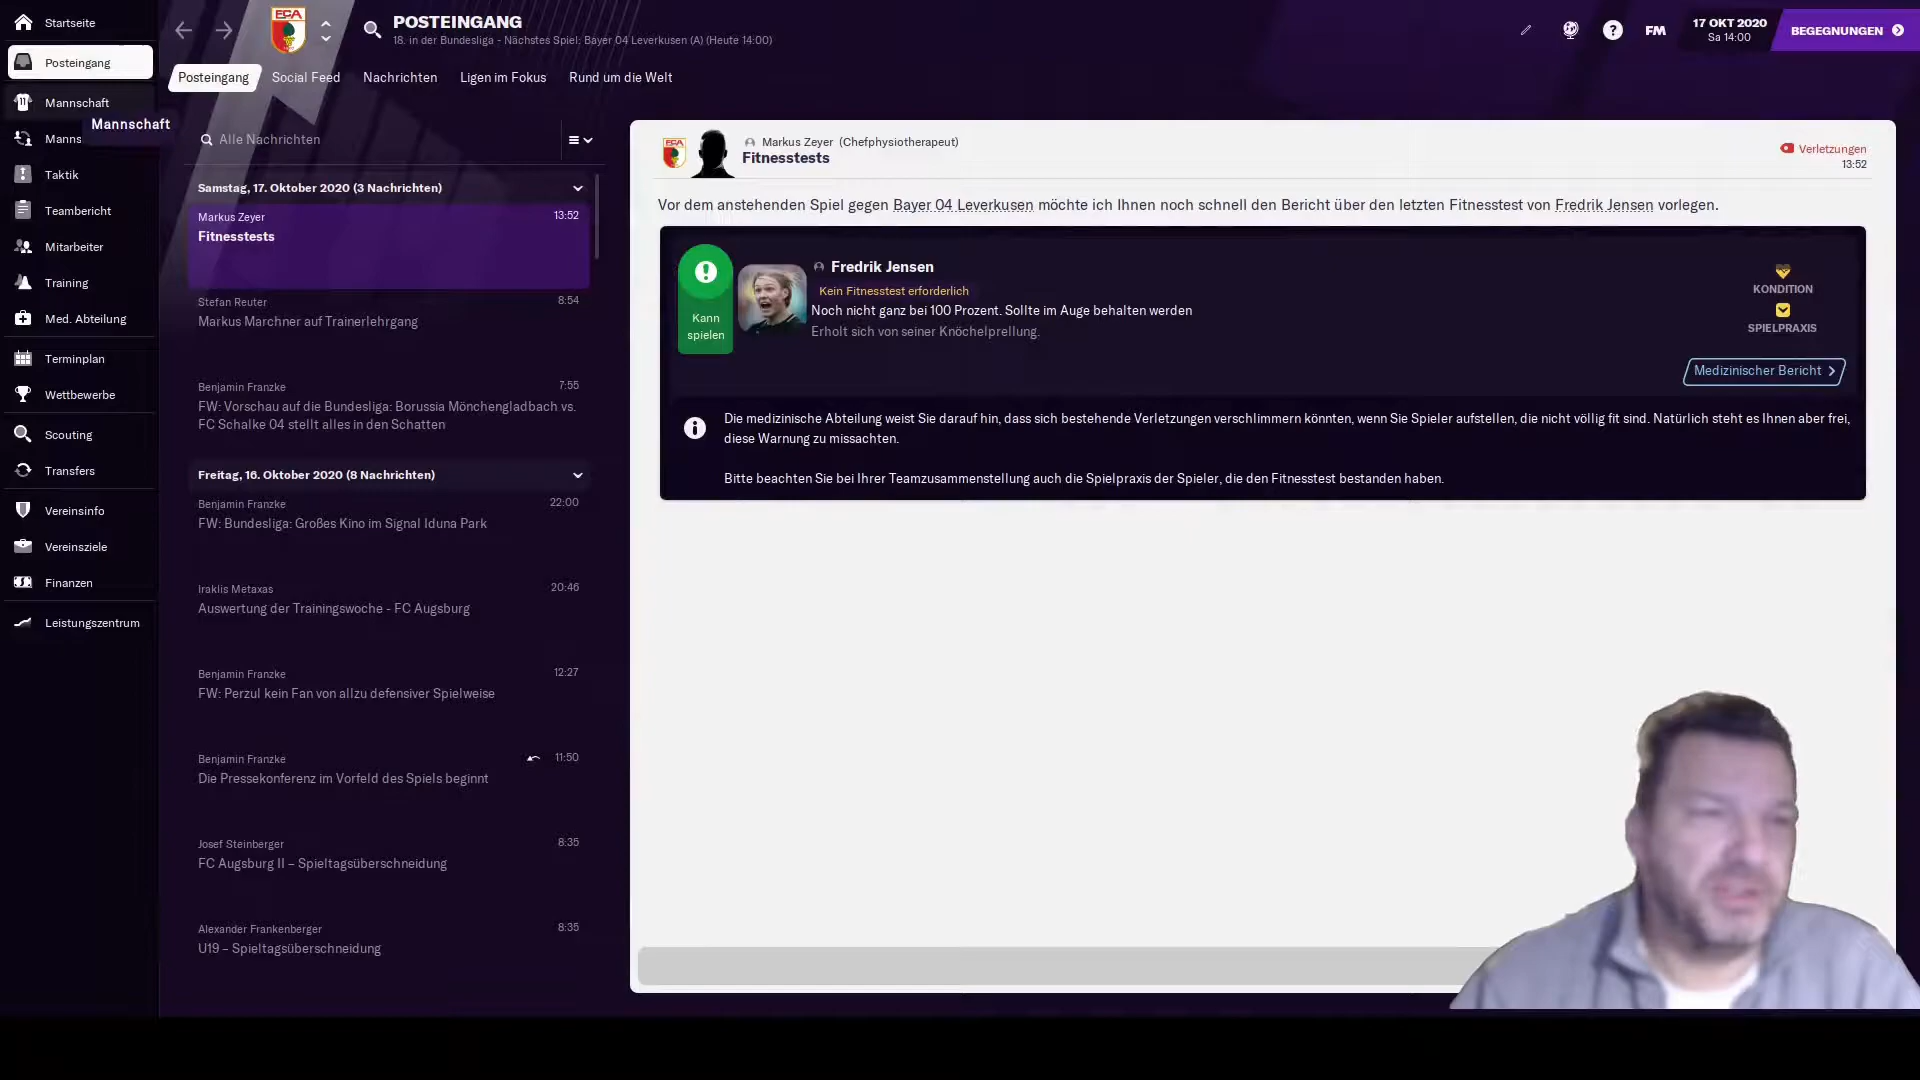 Startseite
Posteingang
Mannschaft
Mannschaft
Manns
Taktik
Teambericht
Mitarbeiter
Training
Med. Abteilung
Terminplan
Wettbewerbe
Scouting
Transfers
Vereinsinfo
Vereinsziele
Finanzen
Leistungszentrum
FCA
POSTEINGANG
18. in der Bundesliga - Nächstes Spiel: Bayer 04 Leverkusen (A) (Heute 14:00)
FM
17 OKT 2020
Sa 14:00
BEGEGNUNGEN
Posteingang Social Feed Nachrichten Ligen im Fokus Rund um die Welt
Alle Nachrichten
Samstag, 17. Oktober 2020 (3 Nachrichten)
Markus Zeyer 13:52
Fitnesstests
Stefan Reuter 8:54
Markus Marchner auf Trainerlehrgang
Benjamin Franzke 7:55
FW: Vorschau auf die Bundesliga: Borussia Mönchengladbach vs.
FC Schalke 04 stellt alles in den Schatten
Freitag, 16. Oktober 2020 (8 Nachrichten)
Benjamin Franzke 22:00
FW: Bundesliga: Großes Kino im Signal Iduna Park
Iraklis Metaxas 20:46
Auswertung der Trainingswoche - FC Augsburg
Benjamin Franzke 12:27
FW: Perzul kein Fan von allzu defensiver Spielweise
Benjamin Franzke 11:50
Die Pressekonferenz im Vorfeld des Spiels beginnt
Josef Steinberger 8:35
FC Augsburg II – Spieltagsüberschneidung
Alexander Frankenberger 8:35
U19 – Spieltagsüberschneidung
FCA
Markus Zeyer (Chefphysiotherapeut)
Fitnesstests
Verletzungen
13:52
Vor dem anstehenden Spiel gegen Bayer 04 Leverkusen möchte ich Ihnen noch schnell den Bericht über den letzten Fitnesstest von Fredrik Jensen vorlegen.
Kann
spielen
Fredrik Jensen
Kein Fitnesstest erforderlich
Noch nicht ganz bei 100 Prozent. Sollte im Auge behalten werden
Erholt sich von seiner Knöchelprellung.
KONDITION
SPIELPRAXIS
Medizinischer Bericht
Die medizinische Abteilung weist Sie darauf hin, dass sich bestehende Verletzungen verschlimmern könnten, wenn Sie Spieler aufstellen, die nicht völlig fit sind. Natürlich steht es Ihnen aber frei,
diese Warnung zu missachten.
Bitte beachten Sie bei Ihrer Teamzusammenstellung auch die Spielpraxis der Spieler, die den Fitnesstest bestanden haben.